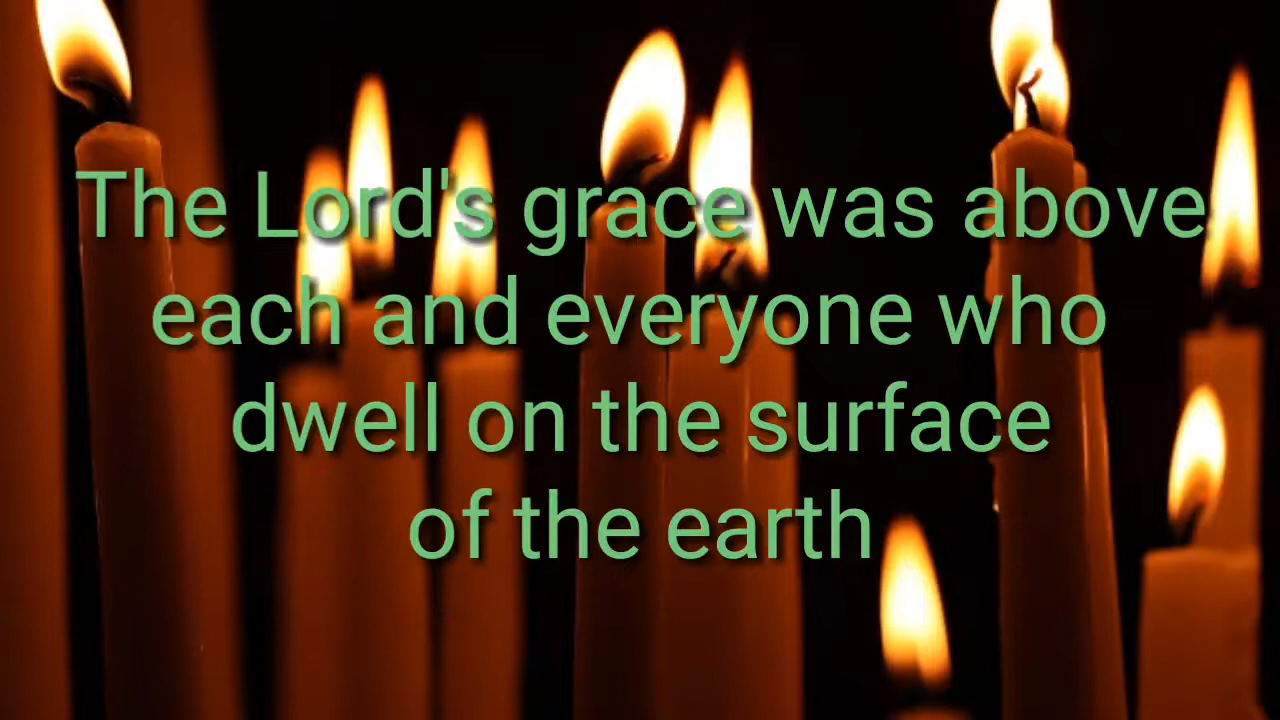 The Lord's grace was above
each and everyone who
dwell on the surface
of the earth